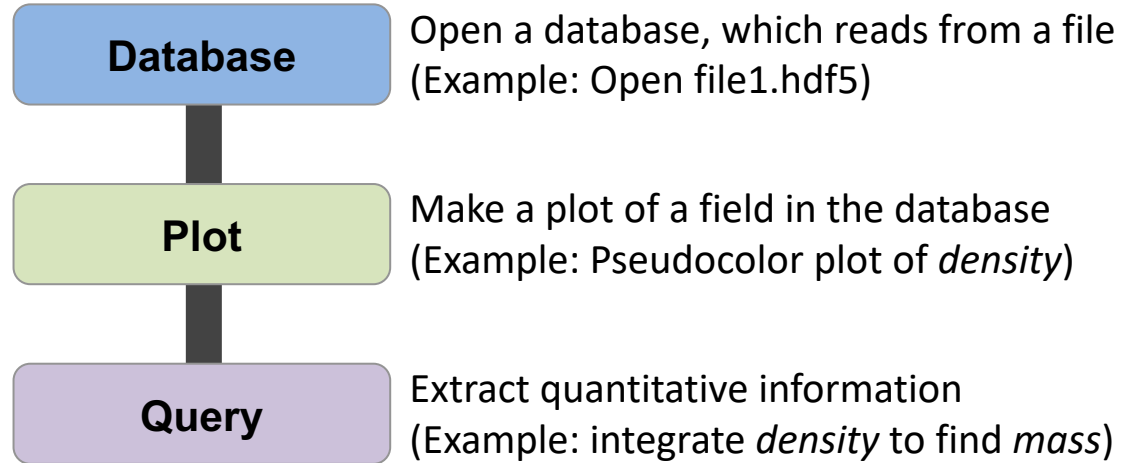 Database
Open a database, which reads from a file
(Example: Open file1.hdf5)
Plot
Make a plot of a field in the database
(Example: Pseudocolor plot of density)
Query
Extract quantitative information
(Example: integrate density to find mass)